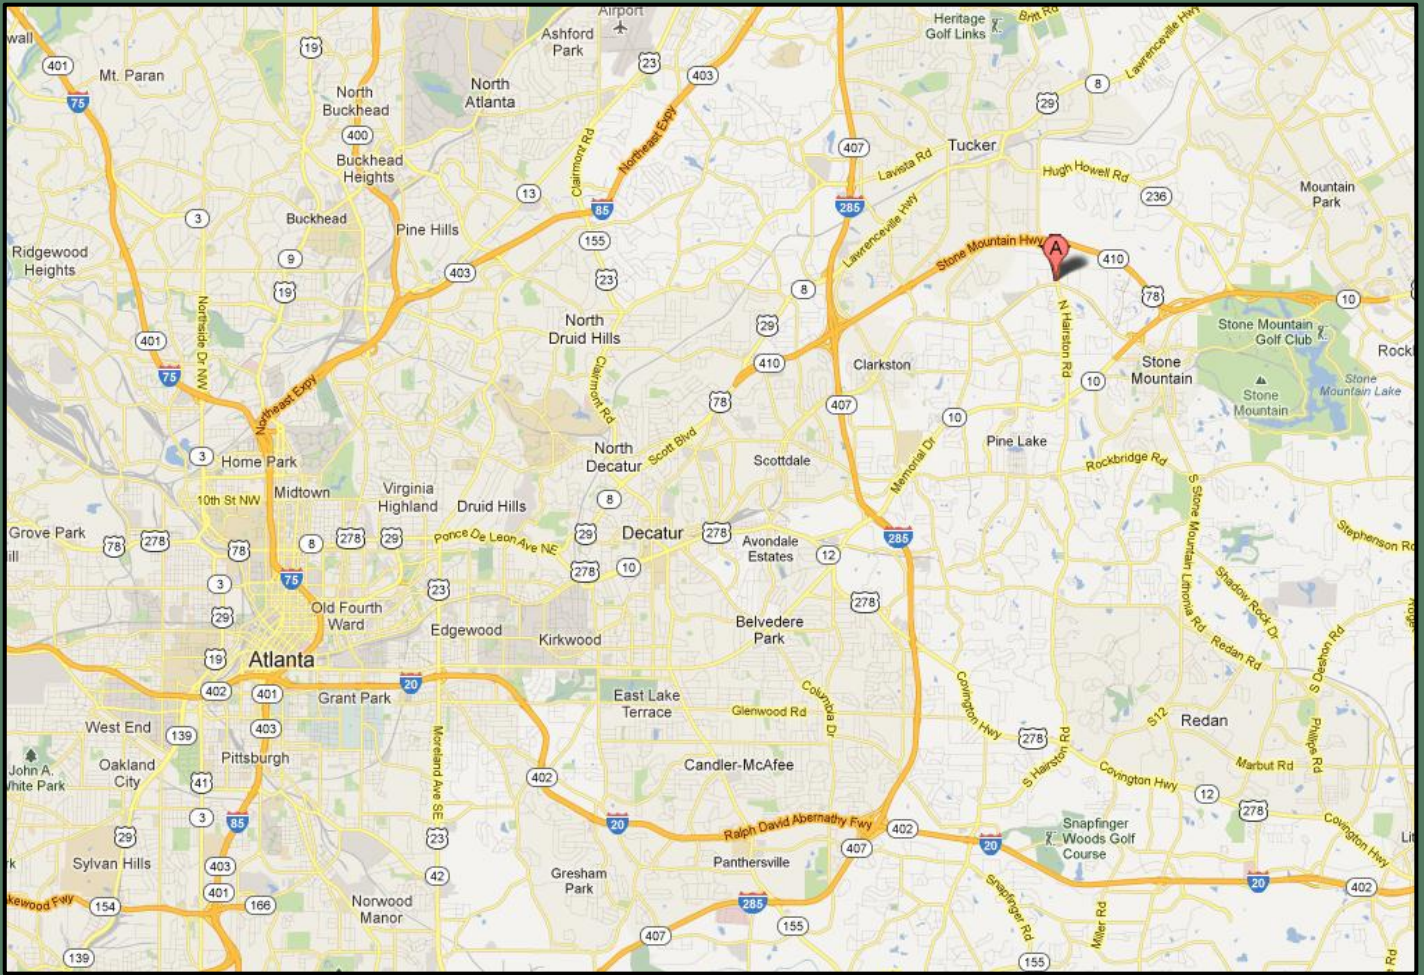 Airport
wall
401
19
Mt. Paran
75
Ashford
Park
23
403
Heritage
Golf Links
Britt Rd
Lawrenceville Hwy
8
29
North
Buckhead
400
Buckhead
Heights
North
Atlanta
Clairmont Rd
Northeast Expy
407
Tucker
Lavista Rd
Hugh Howell Rd
236
Mountain
Park
13
85
285
3
Buckhead
Pine Hills
155
Lawrenceville Hwy
Stone Mountain Hwy
A
410
Ridgewood
Heights
9
19
403
23
8
78
10
Northside Dr NW
North
Druid Hills
29
N Hairston Rd
Stone Mountain
Golf Club
401
75
410
Clarkston
Stone
Mountain
Stone
Mountain Lake
Stone
Mountain
Northeast Expy
Clairmont Rd
78
407
10
10
3
Home Park
North
Decatur
Scott Blvd
Scottdale
Memorial Dr
Pine Lake
Rockbridge Rd
10th St NW
Midtown
Virginia
Highland
Druid Hills
8
S Stone Mountain Lithonia Rd
Grove Park
ill
78
278
78
8
278
29
Ponce De Leon Ave NE
29
Decatur
278
Avondale
Estates
12
285
Stephenson Rd
3
75
23
278
10
278
Shadow Rock Dr
29
Old Fourth
Ward
Edgewood
Kirkwood
Belvedere
Park
Redan Rd
S Deshon Rd
19
Atlanta
402
401
Grant Park
20
East Lake
Terrace
Glenwood Rd
Columbia Dr
Covington Hwy
S12
Redan
West End
139
403
278
Phillips Rd
Oakland
City
Pittsburgh
Moreland Ave SE
402
Candler-McAfee
S Hairston Rd
Covington Hwy
Marbut Rd
John A.
White Park
41
12
278
3
85
20
Ralph David Abernathy Fwy
402
20
Snapfinger
Woods Golf
Course
Covington Hwy
29
23
407
Sylvan Hills
403
42
Gresham
Park
Panthersville
20
402
kewood Fwy
154
401
166
Norwood
Manor
285
Snapfinger Rd
Miller Rd
155
407
139
155
Rd